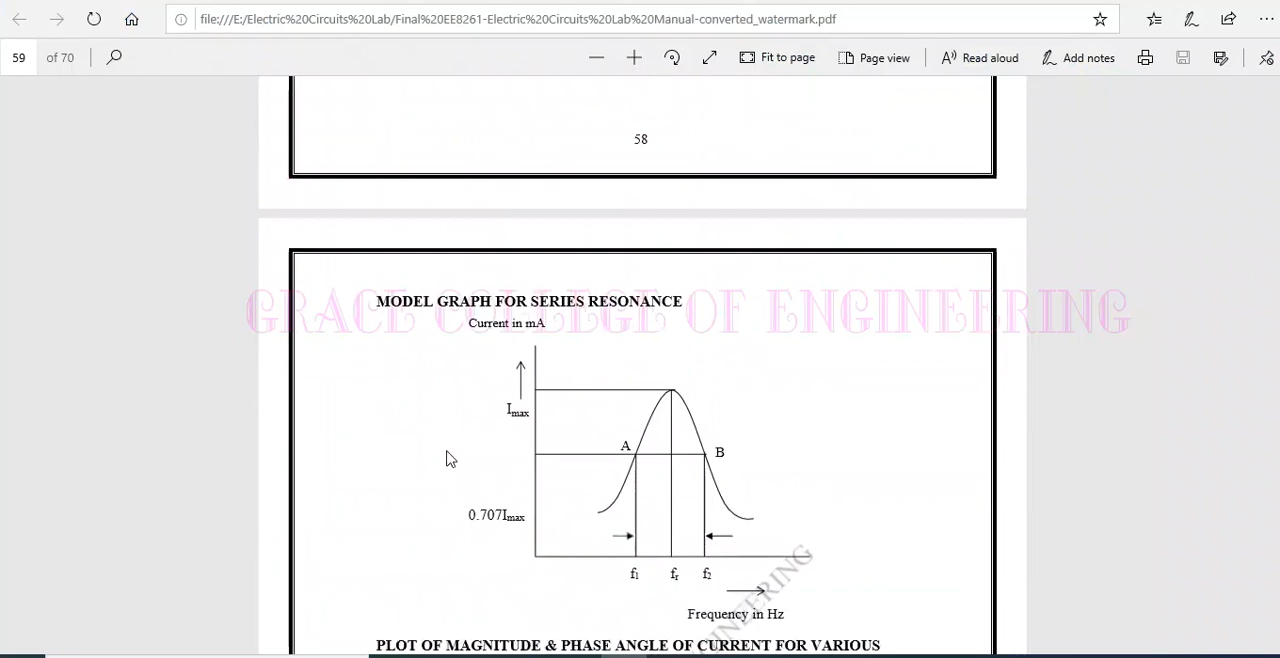 file:///E:/Electric%20Circuits%20Lab/Final%20EE8261-Electric%20Circuits%20Lab%20Manual-converted_watermark.pdf
59 of 70 Fit to page Page view Read aloud Add notes
58
MODEL GRAPH FOR SERIES RESONANCE
GRACE COLLEGE OF ENGINEERING
Current in mA
Imax
A
B
0.707Imax
f1 fr f2
Frequency in Hz
INEERING
PLOT OF MAGNITUDE & PHASE ANGLE OF CURRENT FOR VARIOUS